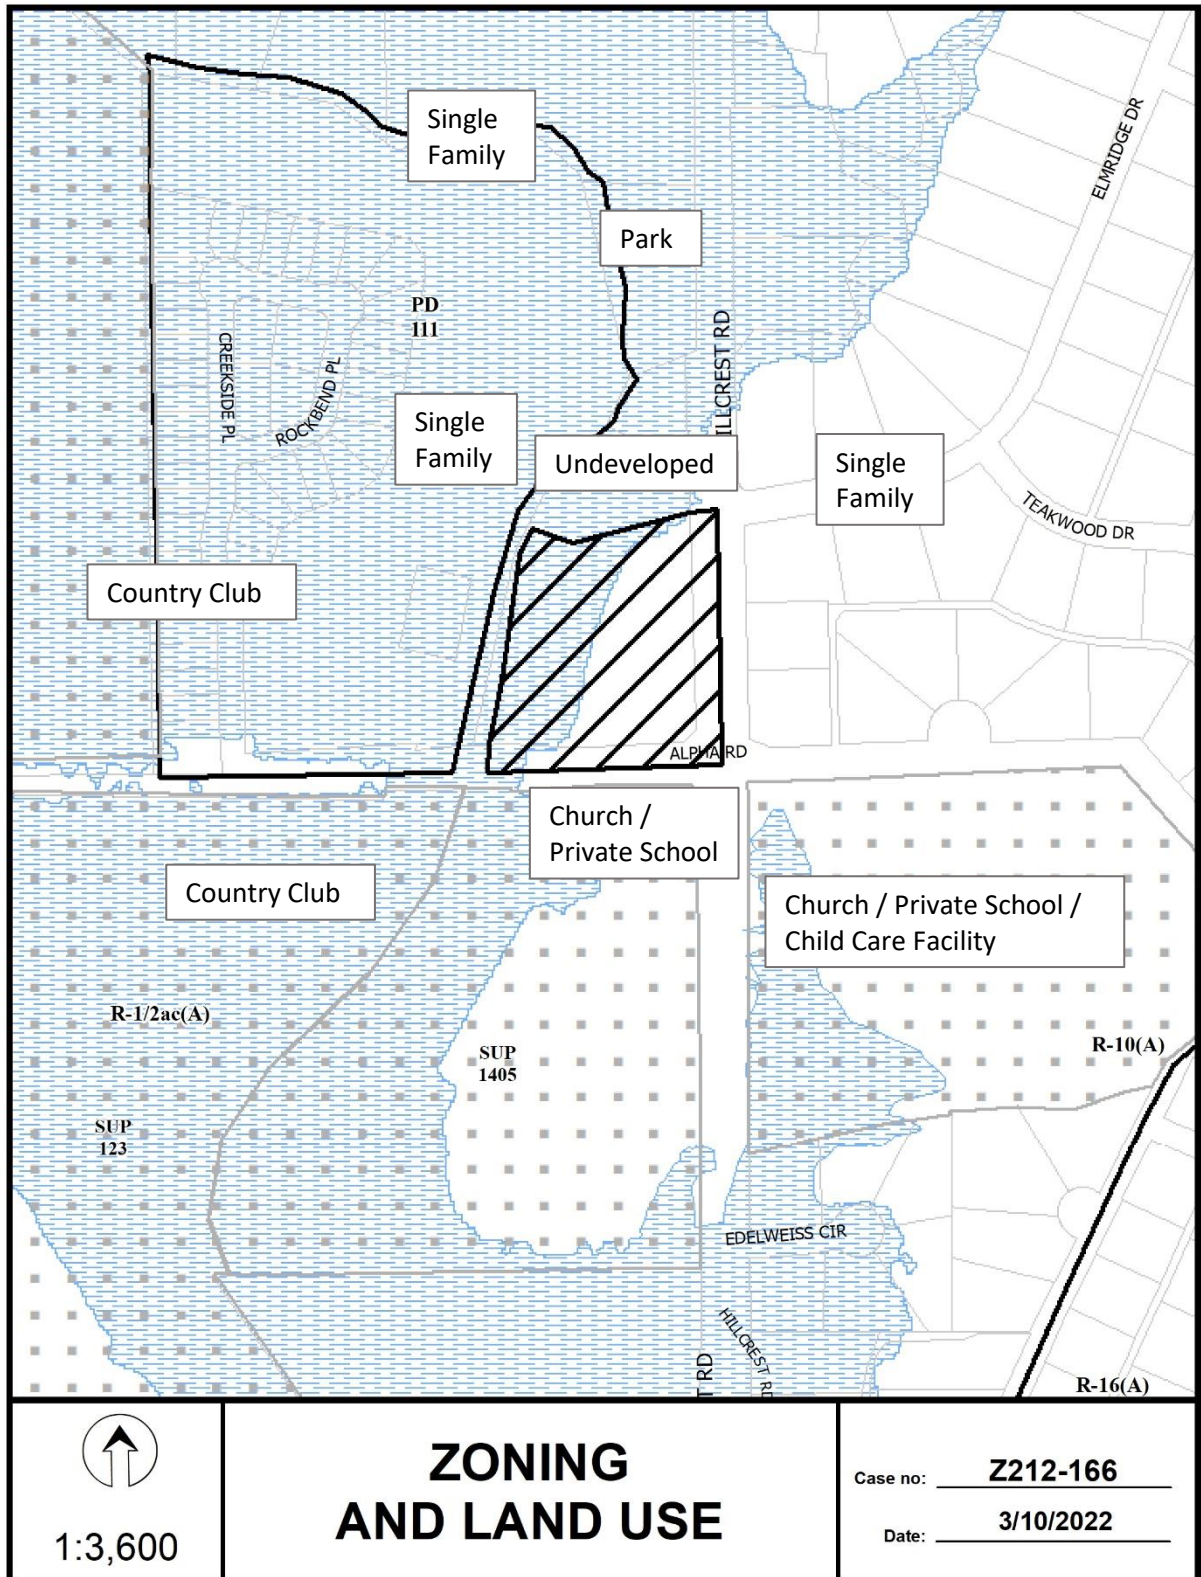 Single
Family
ELMRIDGE DR
Park
PD
111
ILLCREST RD
CREEKSIDE PL
ROCKBEND PL
Single
Family
Undeveloped
Single
Family
TEAKWOOD DR
Country Club
ALPHA RD
Church /
Private School
Country Club
Church / Private School /
Child Care Facility
R-1/2ac(A)
SUP
1405
R-10(A)
SUP
123
EDELWEISS CIR
HILLCREST RD
T RD
R-16(A)
1:3,600
ZONING
AND LAND USE
Case no: Z212-166
Date: 3/10/2022